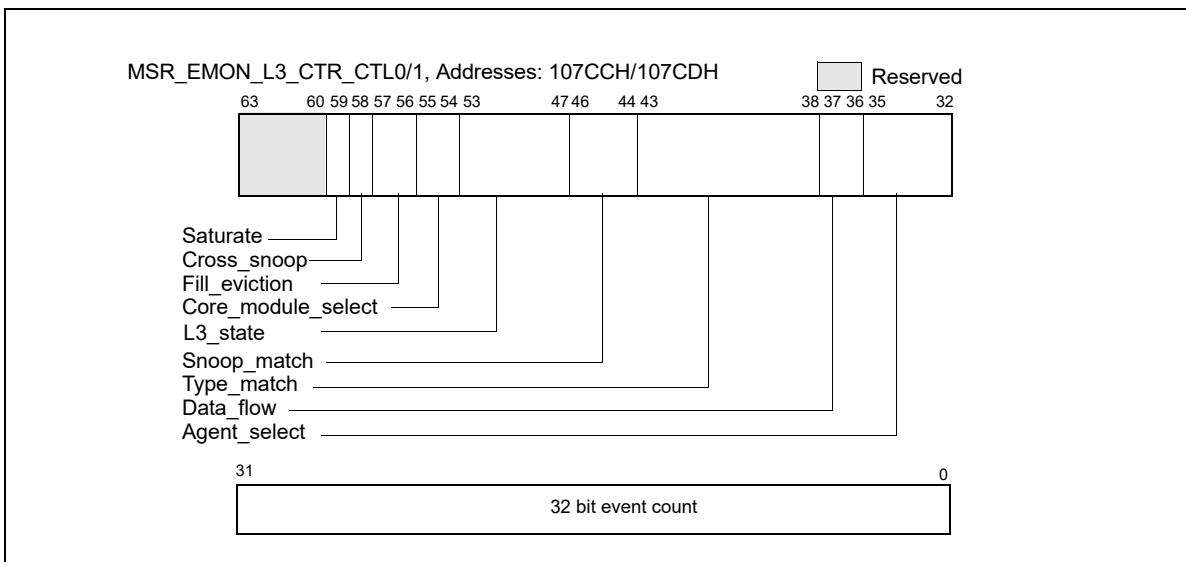 MSR_EMON_L3_CTR_CTL0/1, Addresses: 107CCH/107CDH
Reserved
63 60 59 58 57 56 55 54 53 47 46 44 43 38 37 36 35 32
Saturate
Cross_snoop
Fill_eviction
Core_module_select
L3_state
Snoop_match
Type_match
Data_flow
Agent_select
31 0
32 bit event count